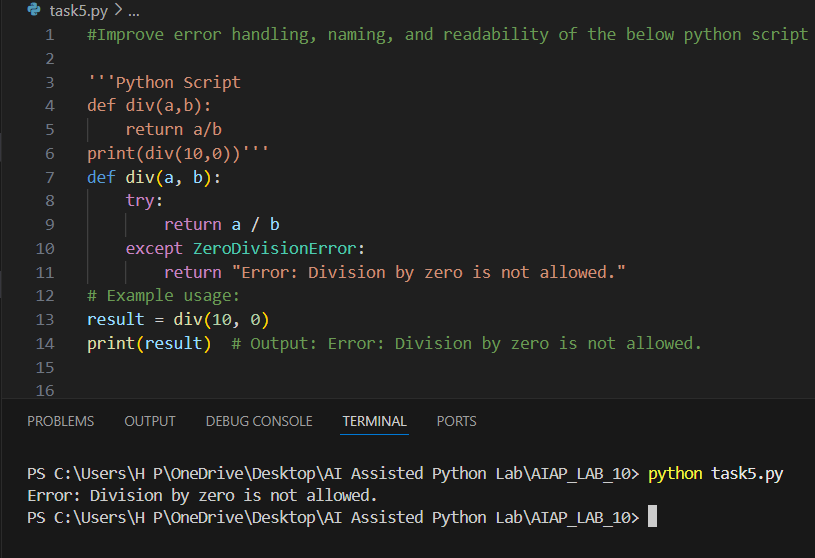 task5.py > ...
1 #Improve error handling, naming, and readability of the below python script
2
3 '''Python Script
4 def div(a,b):
5     return a/b
6 print(div(10,0))'''
7 def div(a, b):
8     try:
9         return a / b
10     except ZeroDivisionError:
11         return "Error: Division by zero is not allowed."
12 # Example usage:
13 result = div(10, 0)
14 print(result)  # Output: Error: Division by zero is not allowed.
15
16
PROBLEMS OUTPUT DEBUG CONSOLE TERMINAL PORTS
PS C:\Users\H P\OneDrive\Desktop\AI Assisted Python Lab\AIAP_LAB_10> python task5.py
Error: Division by zero is not allowed.
PS C:\Users\H P\OneDrive\Desktop\AI Assisted Python Lab\AIAP_LAB_10>